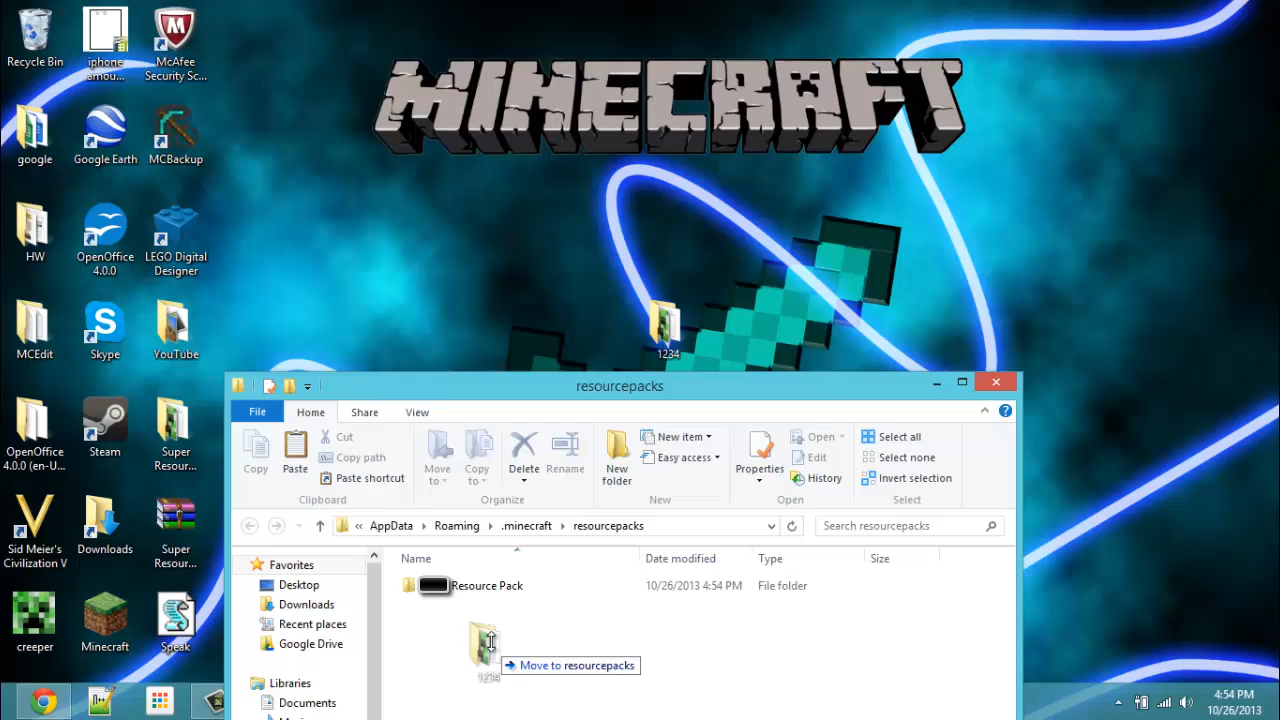 MINECRAFT
Recycle Bin
iphone amou...
McAfee Security Sc...
google
Google Earth
MCBackup
HW
OpenOffice 4.0.0
LEGO Digital Designer
MCEdit
Skype
YouTube
1234
OpenOffice 4.0.0 (en-U...
Steam
Super Resour...
Sid Meier's Civilization V
Downloads
Super Resour...
creeper
Minecraft
Speak
resourcepacks
File Home Share View
Copy
Paste
Cut
Copy path
Paste shortcut
Clipboard
Move to
Copy to
Delete
Rename
Organize
New folder
New item
Easy access
New
Properties
Open
Edit
History
Open
Select all
Select none
Invert selection
Select
« AppData Roaming .minecraft resourcepacks
Search resourcepacks
Name Date modified Type Size
Resource Pack 10/26/2013 4:54 PM File folder
Favorites
Desktop
Downloads
Recent places
Google Drive
Libraries
Documents
1234
Move to resourcepacks
4:54 PM
10/26/2013